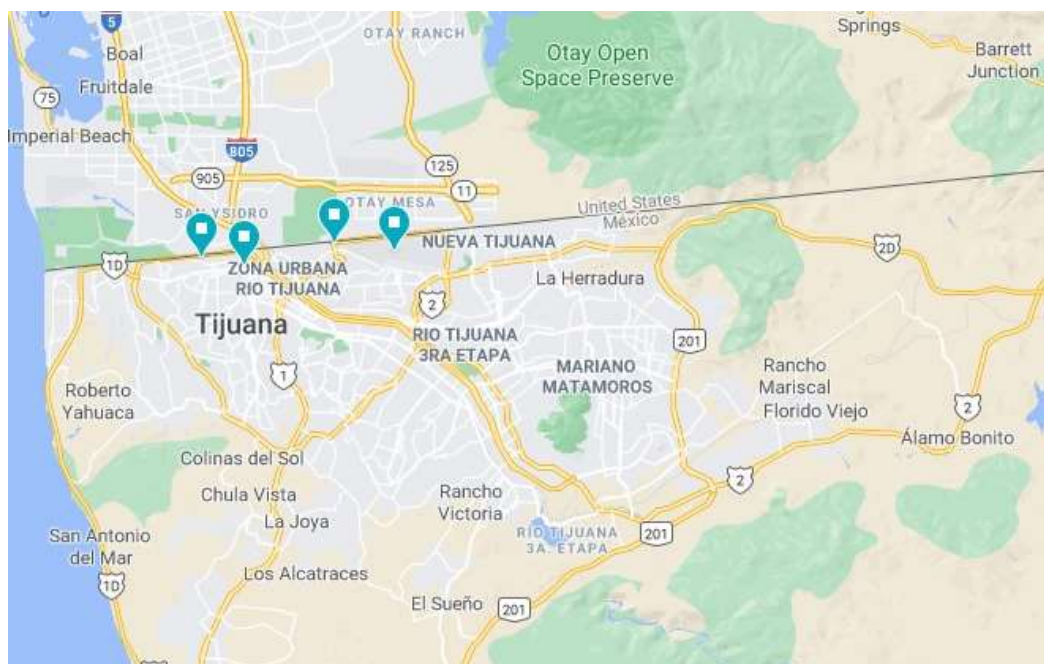 5
Boal
Fruitdale
75
Imperial Beach
805
905
OTAY RANCH
125
11
Otay Open
Space Preserve
Springs
Barrett
Junction
SAN YSIDRO
OTAY MESA
United States
México
1D
ZONA URBANA
RIO TIJUANA
NUEVA TIJUANA
La Herradura
2D
2
Tijuana
RIO TIJUANA
3RA ETAPA
201
1
MARIANO
MATAMOROS
Rancho
Mariscal
Florido Viejo
2
Roberto
Yahuaca
Álamo Bonito
Colinas del Sol
Chula Vista
La Joya
Rancho
Victoria
2
San Antonio
del Mar
RIO TIJUANA
3A. ETAPA
201
1D
Los Alcatraces
El Sueño
201